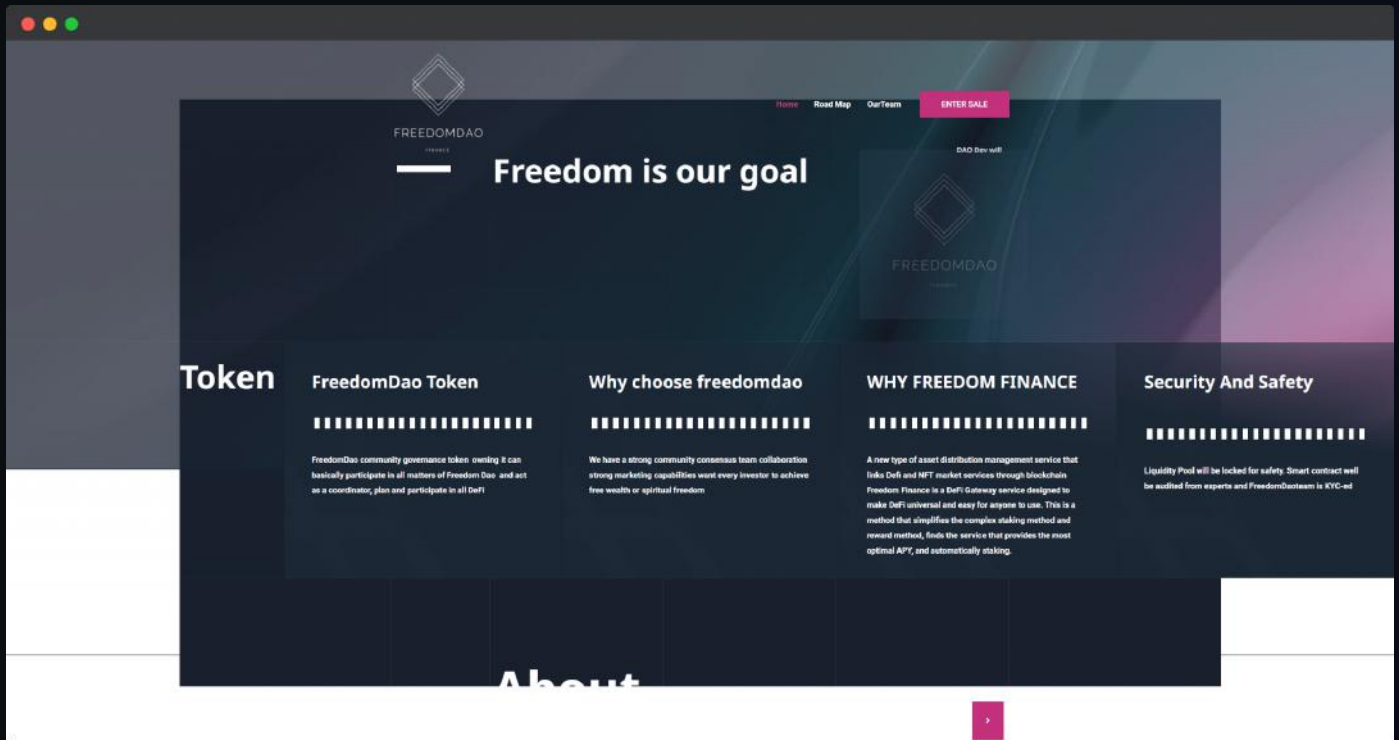 FREEDOMDAO
FINANCE
Home Road Map OurTeam ENTER SALE
DAO Dev will
Freedom is our goal
FREEDOMDAO
Token
FreedomDao Token
FreedomDao community governance token owning it can
basically participate in all matters of Freedom Dao and act
as a coordinator, plan and participate in all DeFi
Why choose freedomdao
We have a strong community consensus team collaboration
strong marketing capabilities want every investor to achieve
free wealth or spiritual freedom
WHY FREEDOM FINANCE
A new type of asset distribution management service that
links Defi and NFT market services through blockchain
Freedom Finance is a DeFi Gateway service designed to
make DeFi universal and easy for anyone to use. This is a
method that simplifies the complex staking method and
reward method, finds the service that provides the most
optimal APY, and automatically staking.
Security And Safety
Liquidity Pool will be locked for safety. Smart contract well
be audited from experts and FreedomDaoteam is KYC-ed
About